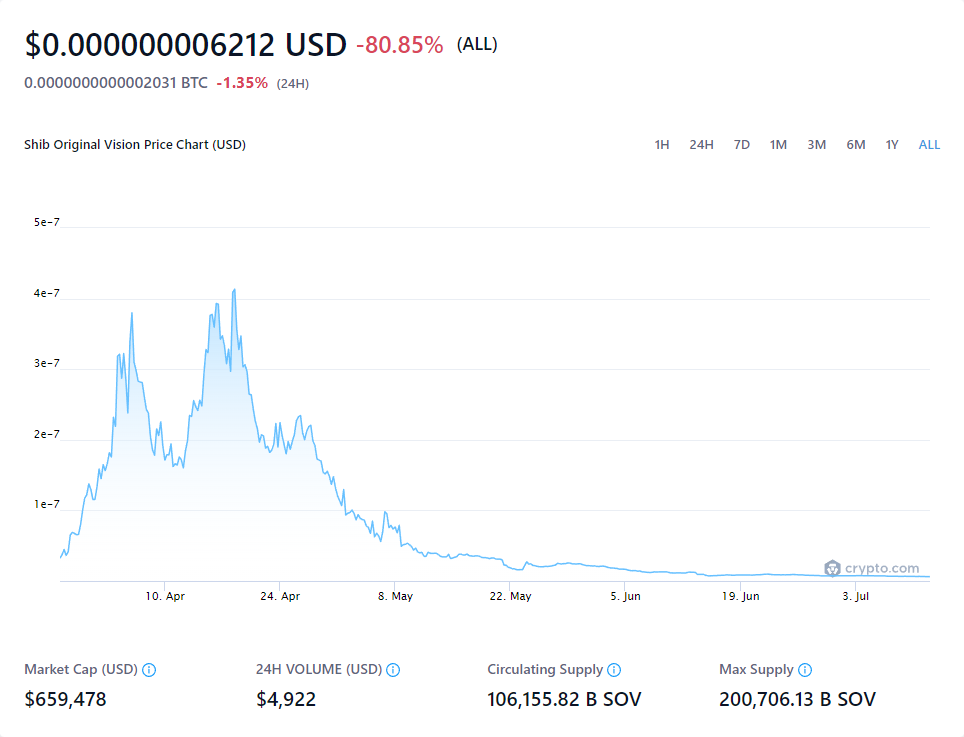 $0.000000006212 USD -80.85% (ALL)
0.0000000000002031 BTC -1.35% (24H)
Shib Original Vision Price Chart (USD) 1H 24H 7D 1M 3M 6M 1Y ALL
5e-7
4e-7
3e-7
2e-7
1e-7
crypto.com
10. Apr 24. Apr 8. May 22. May 5. Jun 19. Jun 3. Jul
Market Cap (USD) 24H VOLUME (USD) Circulating Supply Max Supply
$659,478 $4,922 106,155.82 B SOV 200,706.13 B SOV